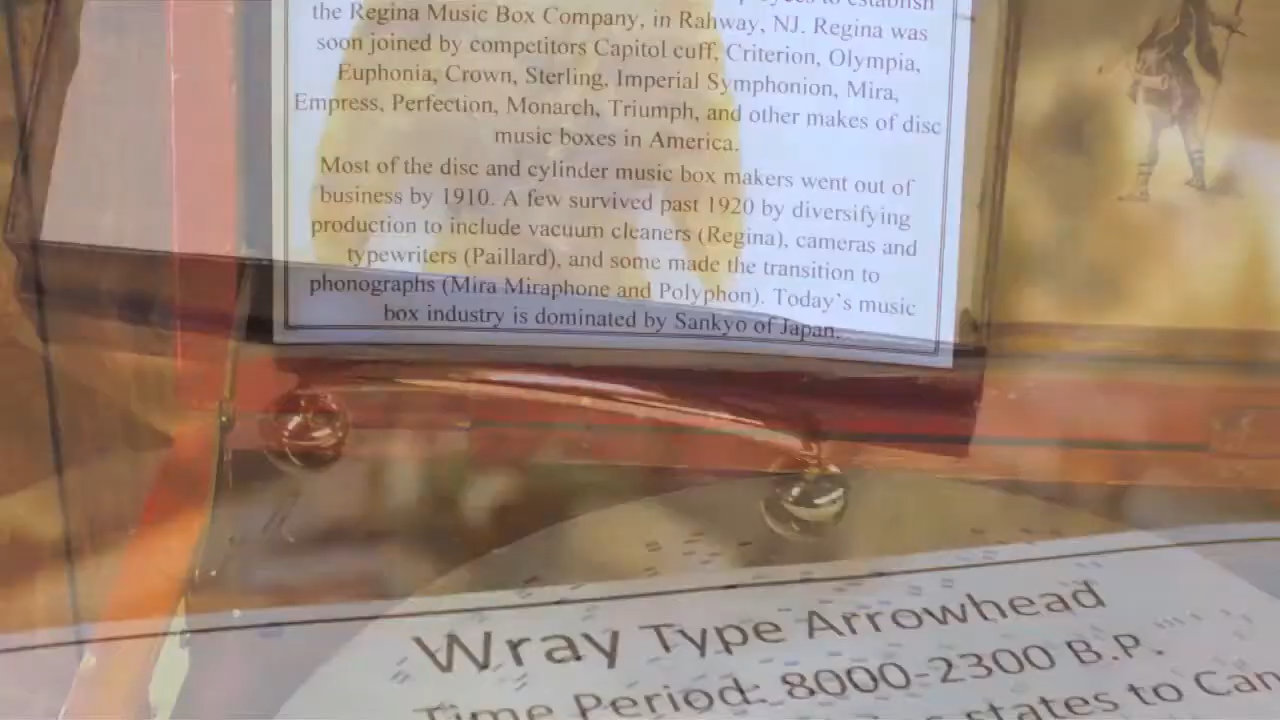 to establish
the Regina Music Box Company, in Rahway, NJ. Regina was
soon joined by competitors Capitol cuff, Criterion, Olympia,
Euphonia, Crown, Sterling, Imperial Symphonion, Mira,
Empress, Perfection, Monarch, Triumph, and other makes of disc
music boxes in America.
Most of the disc and cylinder music box makers went out of
business by 1910. A few survived past 1920 by diversifying
production to include vacuum cleaners (Regina), cameras and
typewriters (Paillard), and some made the transition to
phonographs (Mira Miraphone and Polyphon). Today's music
box industry is dominated by Sankyo of Japan.
Wray Type Arrowhead
Time Period: 8000-2300 B.P.
states to Can